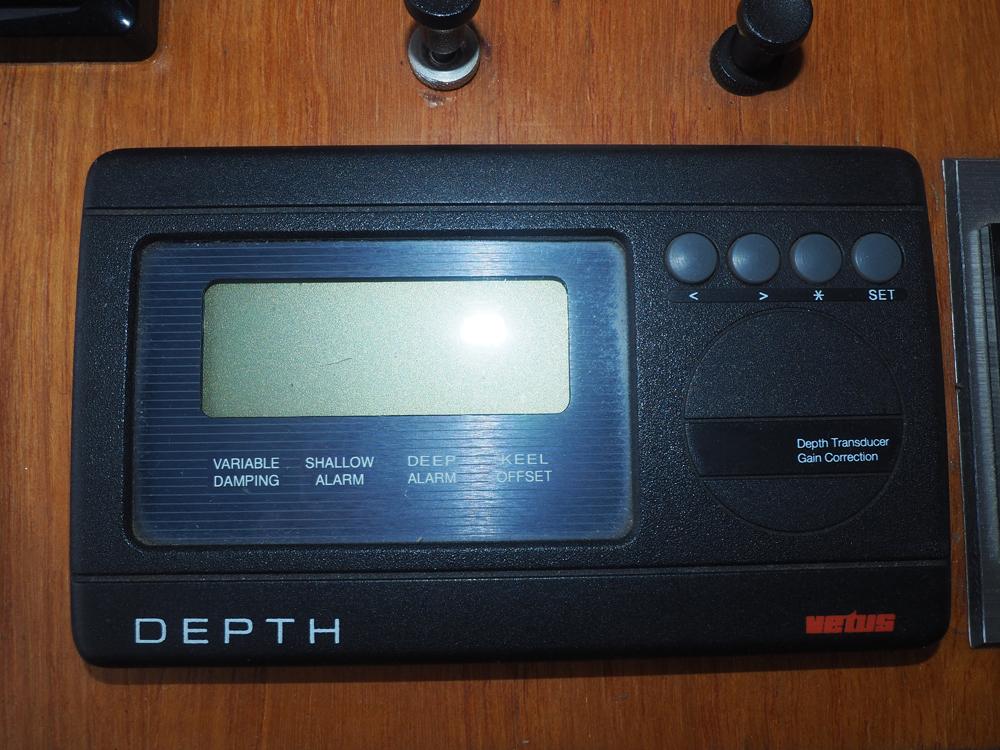 < > * SET
Depth Transducer
Gain Correction
VARIABLE SHALLOW DEEP KEEL
DAMPING ALARM ALARM OFFSET
DEPTH
vetus